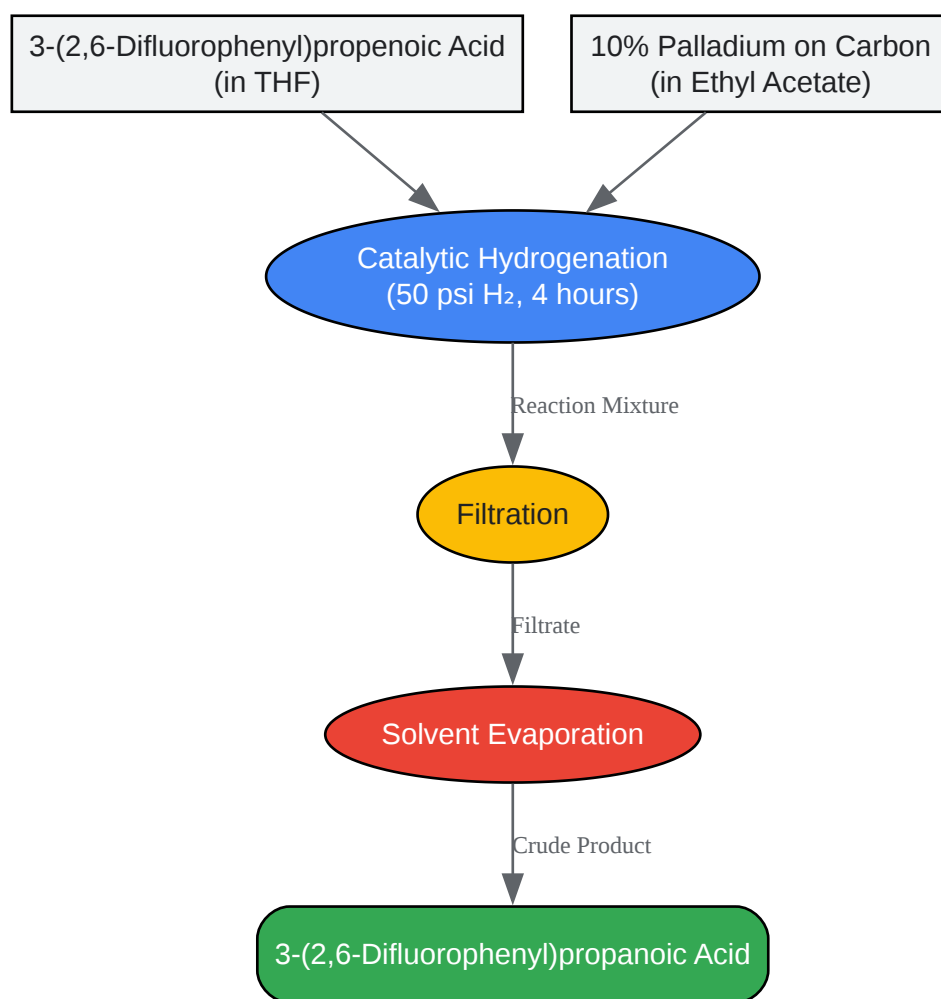 3-(2,6-Difluorophenyl)propenoic Acid
(in THF)
10% Palladium on Carbon
(in Ethyl Acetate)
Catalytic Hydrogenation
(50 psi H₂, 4 hours)
Reaction Mixture
Filtration
Filtrate
Solvent Evaporation
Crude Product
3-(2,6-Difluorophenyl)propanoic Acid